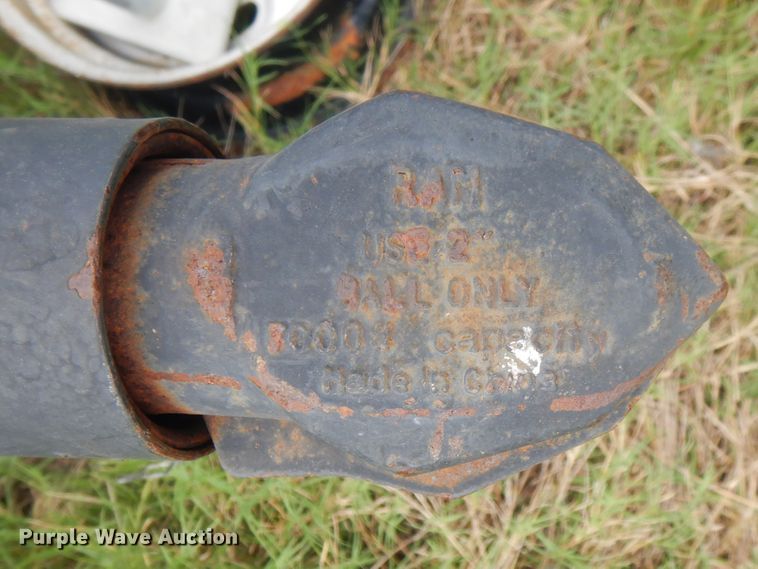 RAM
USE 2"
BALL ONLY
capacity
Made in China
Purple Wave Auction